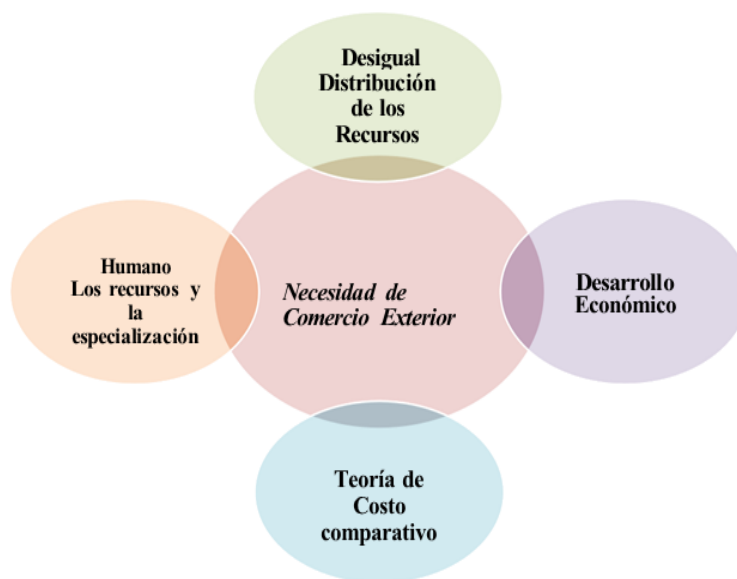 Desigual
Distribución
de los
Recursos
Humano
Los recursos y
la
especialización
Necesidad de
Comercio Exterior
Desarrollo
Económico
Teoría de
Costo
comparativo